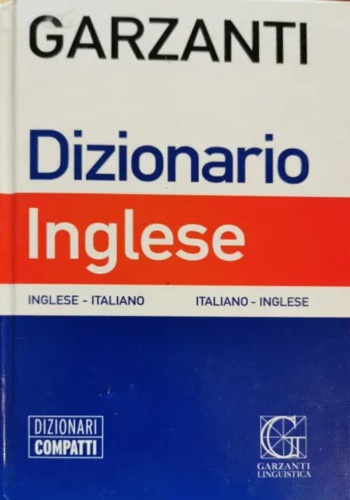 GARZANTI
Dizionario
Inglese
INGLESE - ITALIANO ITALIANO - INGLESE
DIZIONARI
COMPATTI
G
GARZANTI
LINGUISTICA